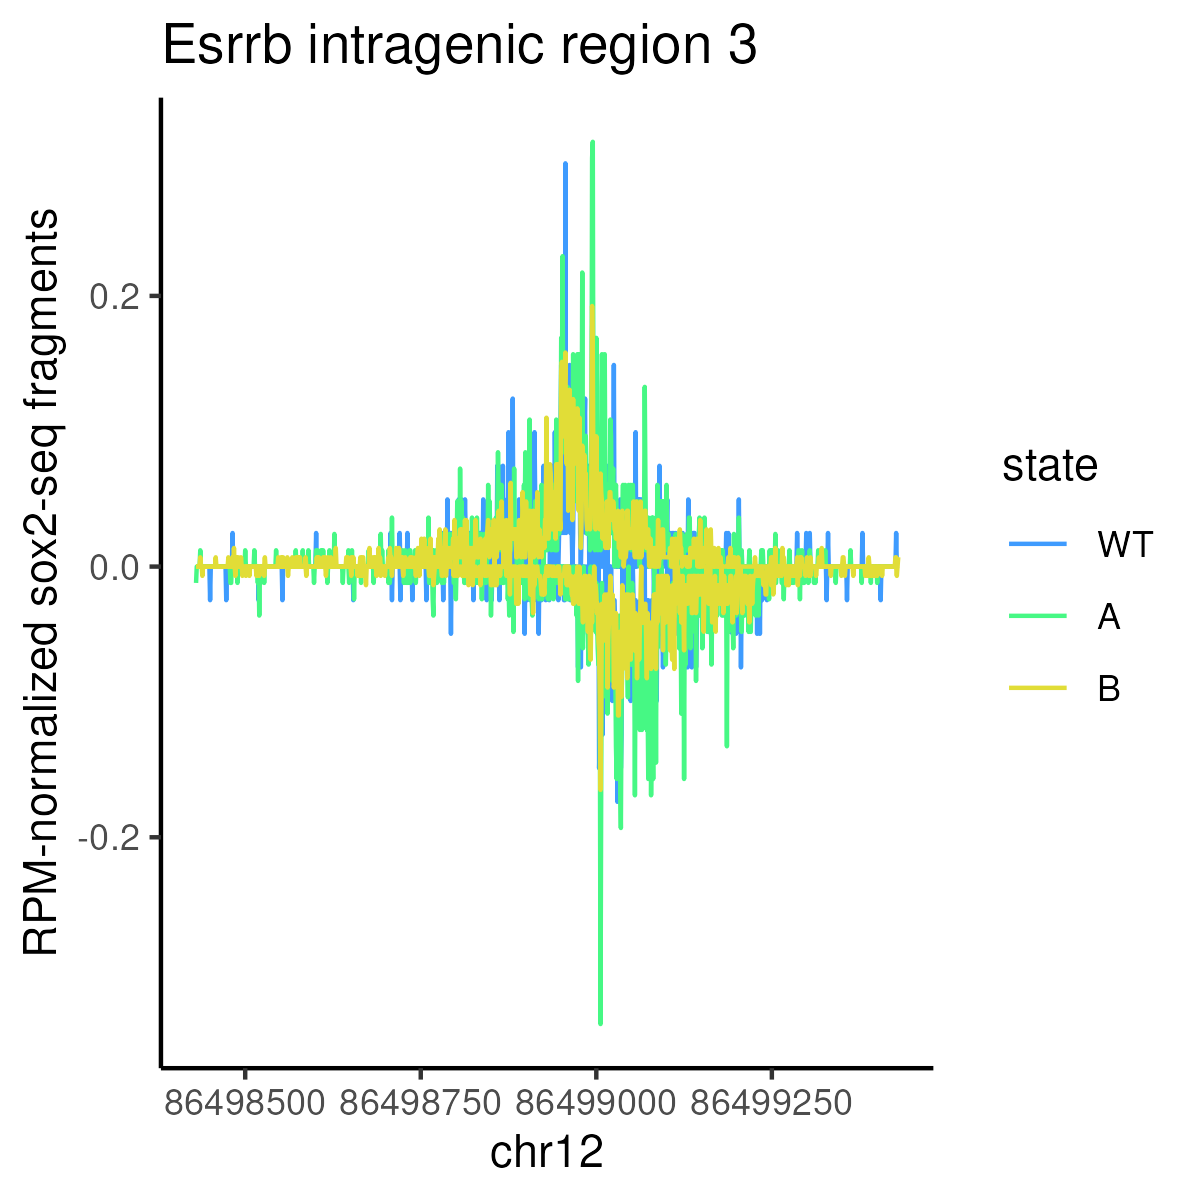 Esrrb intragenic region 3
RPM-normalized sox2-seq fragments
0.2
0.0
-0.2
86498500 86498750 86499000 86499250
chr12
state
WT
A
B